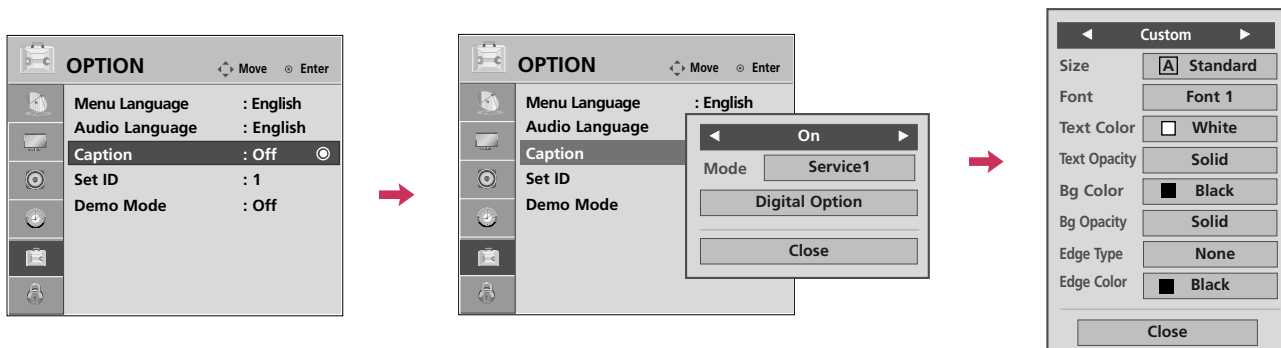 OPTION Move Enter
Menu Language : English
Audio Language : English
Caption : Off
Set ID : 1
Demo Mode : Off
OPTION Move Enter
Menu Language : English
Audio Language
Caption
Set ID
Demo Mode
On
Mode Service1
Digital Option
Close
Custom
Size A Standard
Font Font 1
Text Color White
Text Opacity Solid
Bg Color Black
Bg Opacity Solid
Edge Type None
Edge Color Black
Close